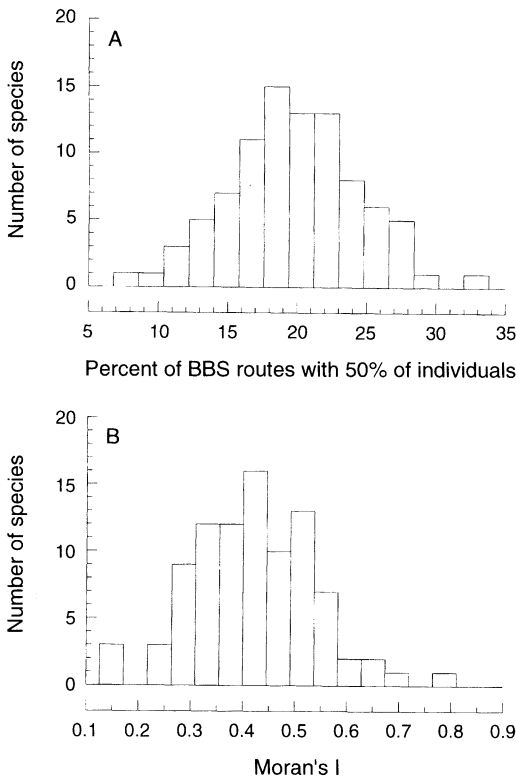 20
A
15
10
5
0
Number of species
5 10 15 20 25 30 35
Percent of BBS routes with 50% of individuals
20
B
15
10
5
0
Number of species
0.1 0.2 0.3 0.4 0.5 0.6 0.7 0.8 0.9
Moran's I